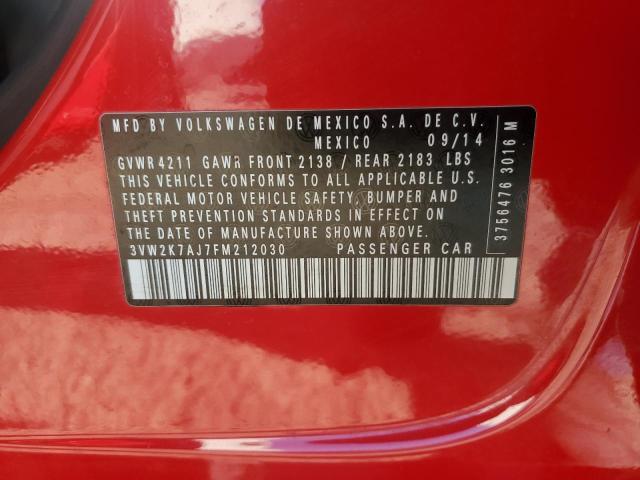 MFD BY VOLKSWAGEN DE MEXICO S.A. DE C.V.
MEXICO 09/14
GVWR 4211 GAWR FRONT 2138 / REAR 2183 LBS
THIS VEHICLE CONFORMS TO ALL APPLICABLE U.S.
FEDERAL MOTOR VEHICLE SAFETY, BUMPER AND
THEFT PREVENTION STANDARDS IN EFFECT ON
THE DATE OF MANUFACTURE SHOWN ABOVE.
3VW2K7AJ7FM212030 PASSENGER CAR
3756476 3016 M